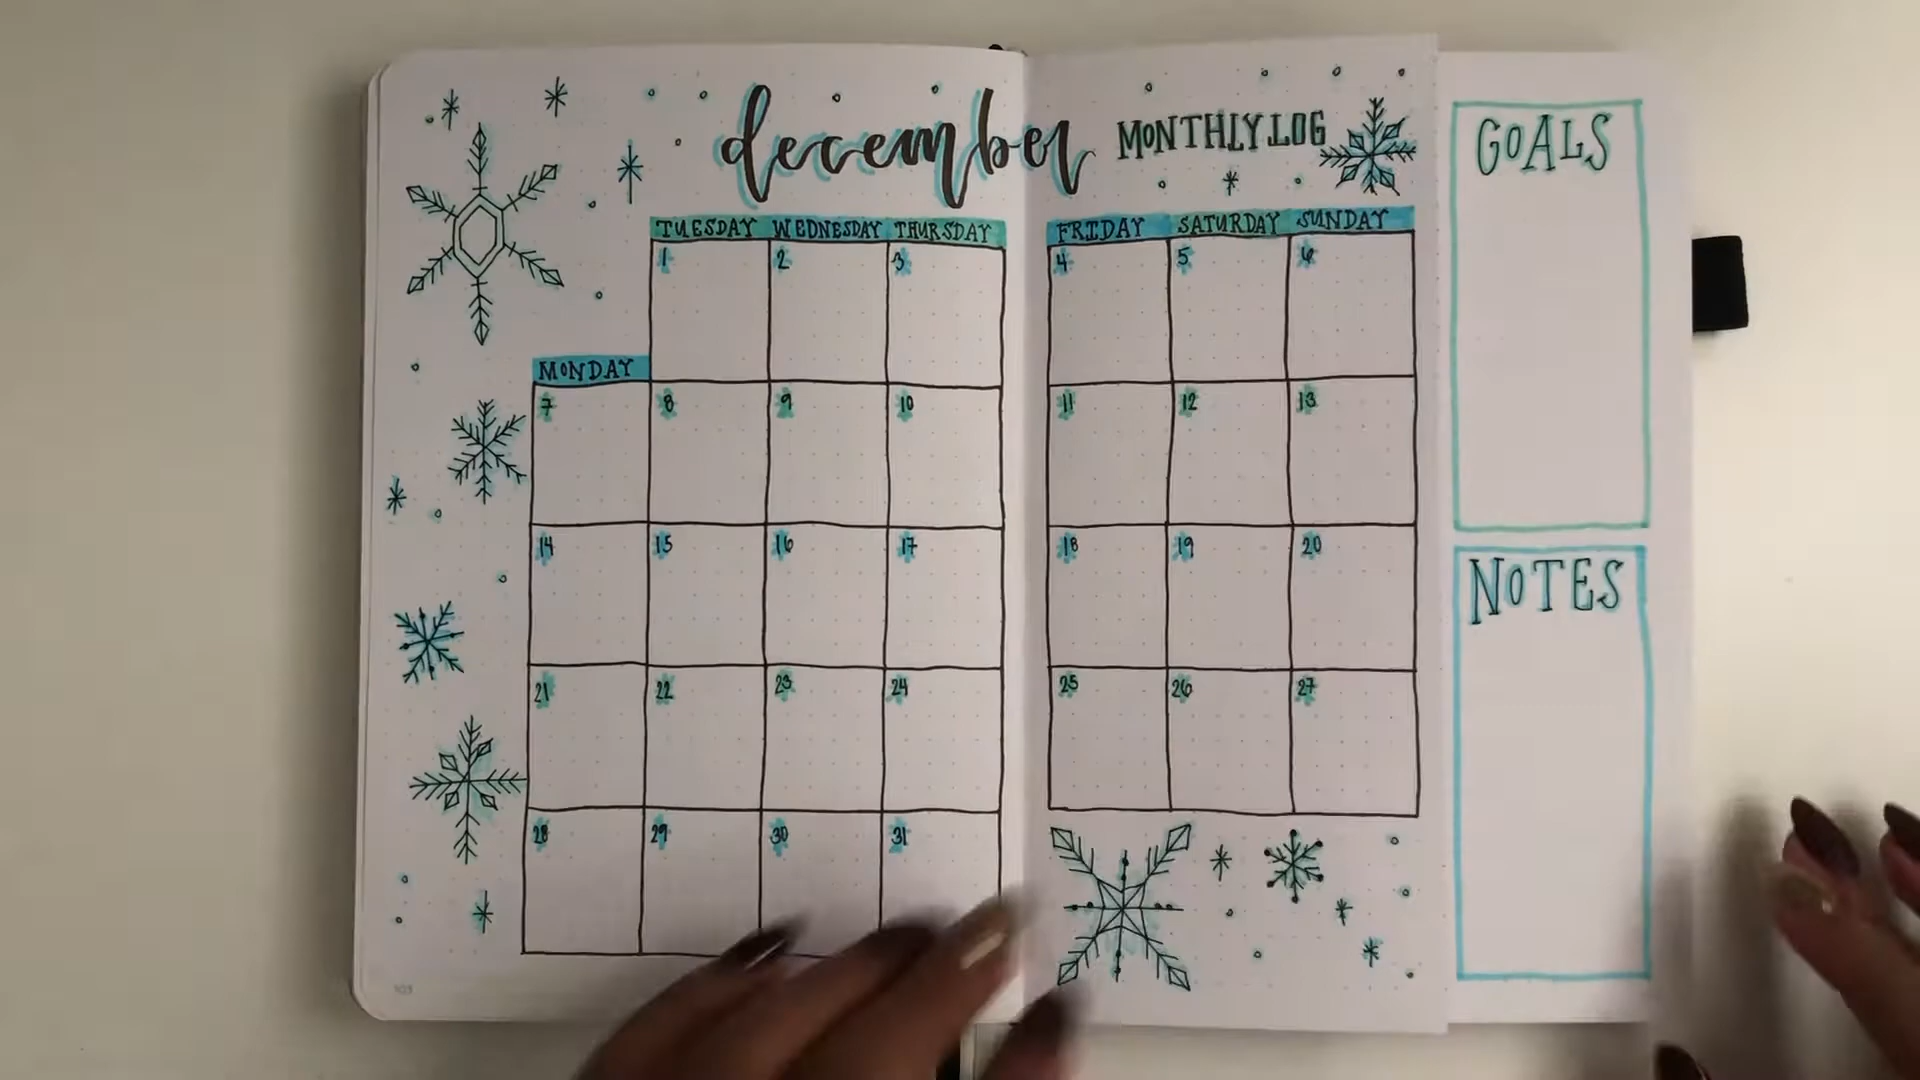 december MONTHLY LOG
GOALS
TUESDAY WEDNESDAY THURSDAY FRIDAY SATURDAY SUNDAY
1 2 3 4 5 6
MONDAY
7 8 9 10 11 12 13
14 15 16 17 18 19 20
NOTES
21 22 23 24 25 26 27
28 29 30 31